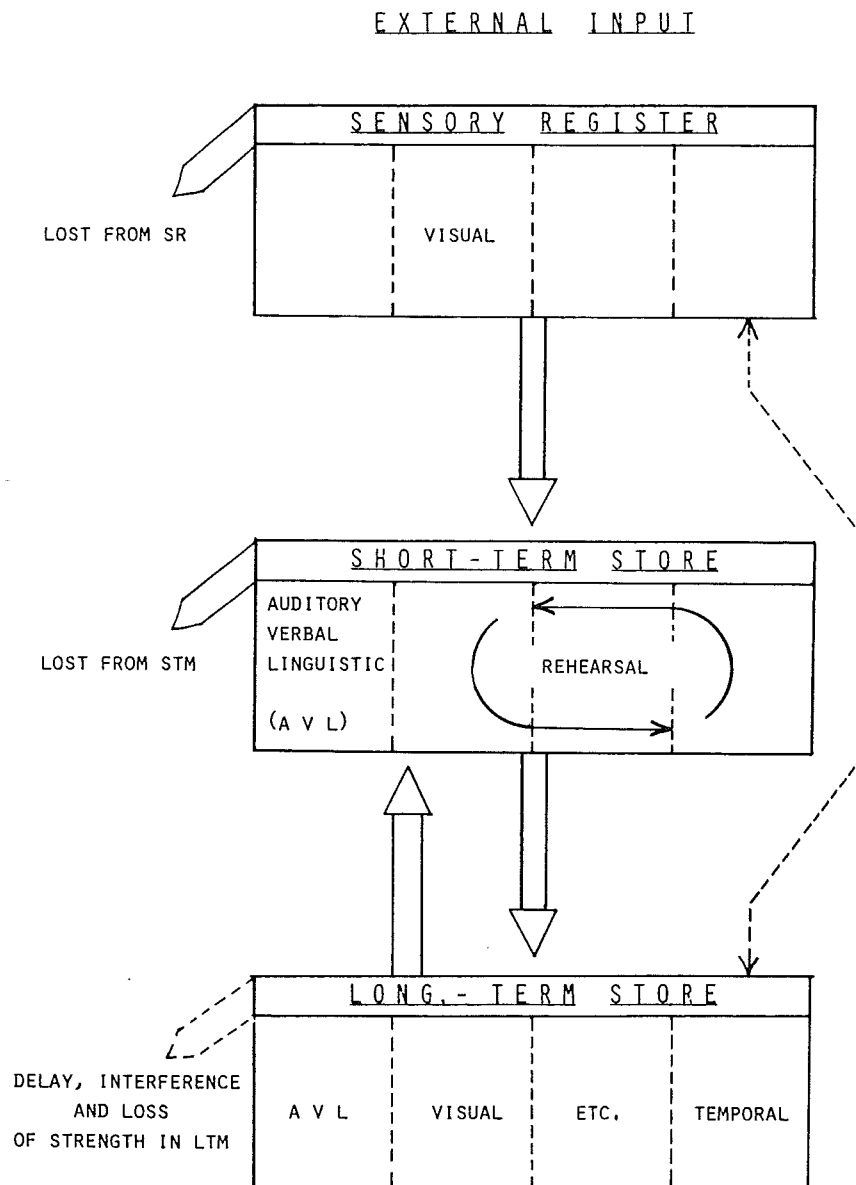 EXTERNAL INPUT
SENSORY REGISTER
LOST FROM SR
VISUAL
SHORT-TERM STORE
AUDITORY
VERBAL
LINGUISTIC
(A V L)
REHEARSAL
LOST FROM STM
LONG.-TERM STORE
DELAY, INTERFERENCE
AND LOSS
OF STRENGTH IN LTM
A V L
VISUAL
ETC.
TEMPORAL